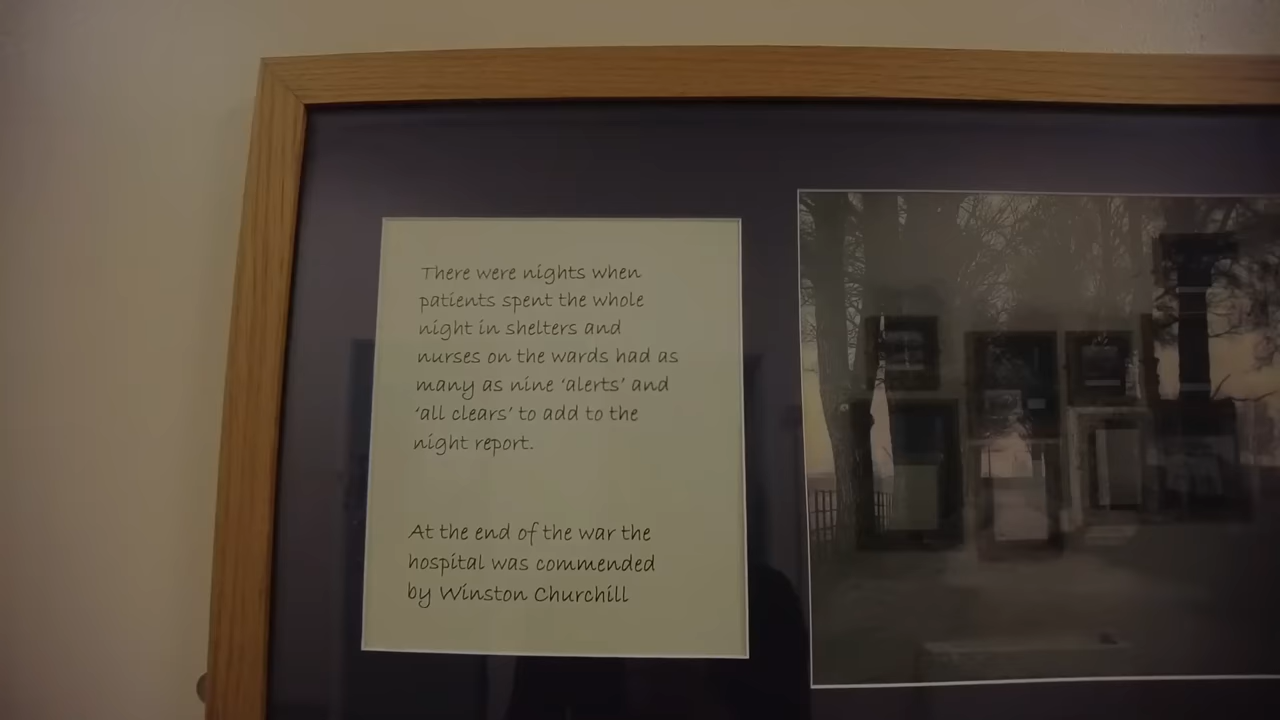 There were nights when
patients spent the whole
night in shelters and
nurses on the wards had as
many as nine ‘alerts’ and
‘all clears’ to add to the
night report.
At the end of the war the
hospital was commended
by Winston Churchill